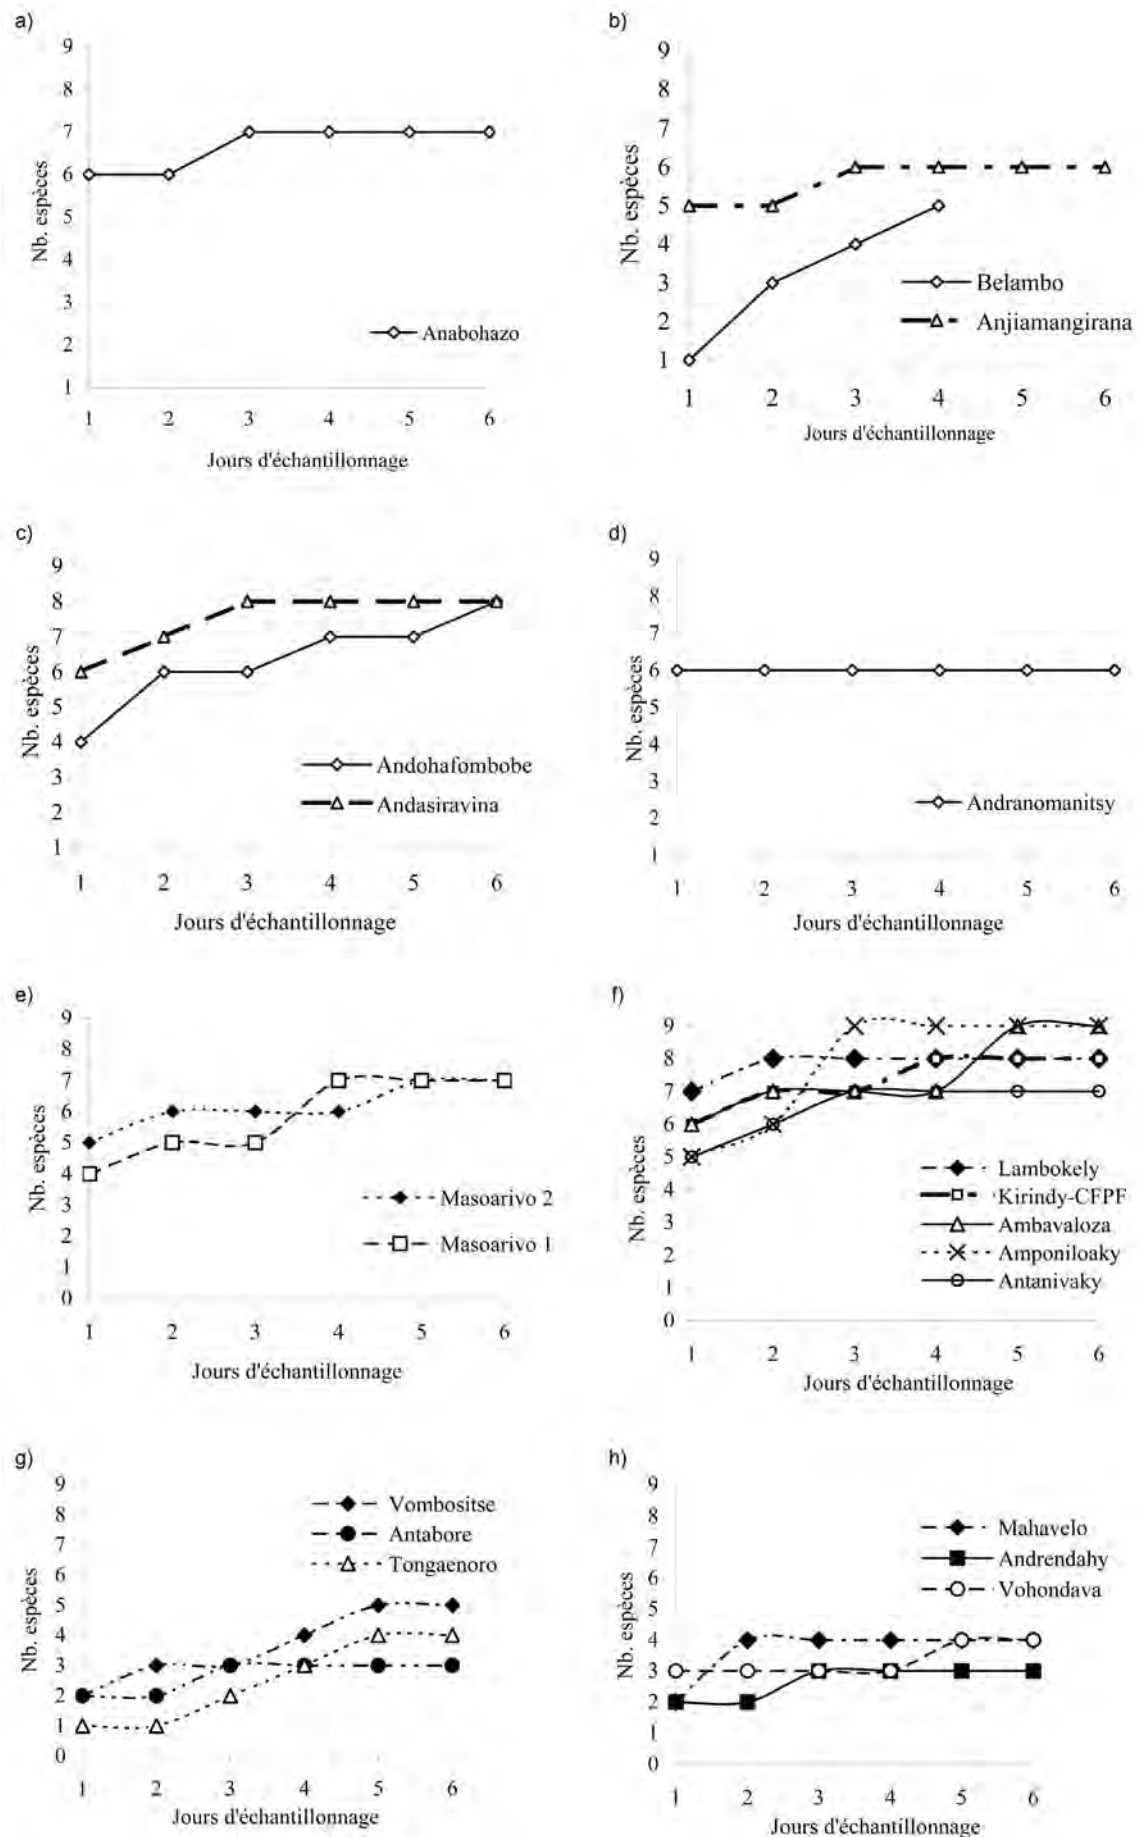 a)
9
8
7
6
5
4
3
2
1
Nb. espèces
Anabohazo
1 2 3 4 5 6
Jours d'échantillonnage
b)
9
8
7
6
5
4
3
2
1
Nb. espèces
Belambo
Anjiamangirana
1 2 3 4 5 6
Jours d'échantillonnage
c)
9
8
7
6
5
4
3
2
1
Nb. espèces
Andohafombobe
Andasiravina
1 2 3 4 5 6
Jours d'échantillonnage
d)
9
8
7
6
5
4
3
2
1
Nb. espèces
Andranomanitsy
1 2 3 4 5 6
Jours d'échantillonnage
e)
9
8
7
6
5
4
3
2
1
0
Nb. espèces
Masoarivo 2
Masoarivo 1
1 2 3 4 5 6
Jours d'échantillonnage
f)
9
8
7
6
5
4
3
2
1
0
Nb. espèces
Lambokely
Kirindy-CFPF
Ambavaloza
Amponiloaky
Antanivaky
1 2 3 4 5 6
Jours d'échantillonnage
g)
9
8
7
6
5
4
3
2
1
0
Nb. espèces
Vombositse
Antabore
Tongaenoro
1 2 3 4 5 6
Jours d'échantillonnage
h)
9
8
7
6
5
4
3
2
1
0
Nb. espèces
Mahavelo
Andrendahy
Vohondava
1 2 3 4 5 6
Jours d'échantillonnage